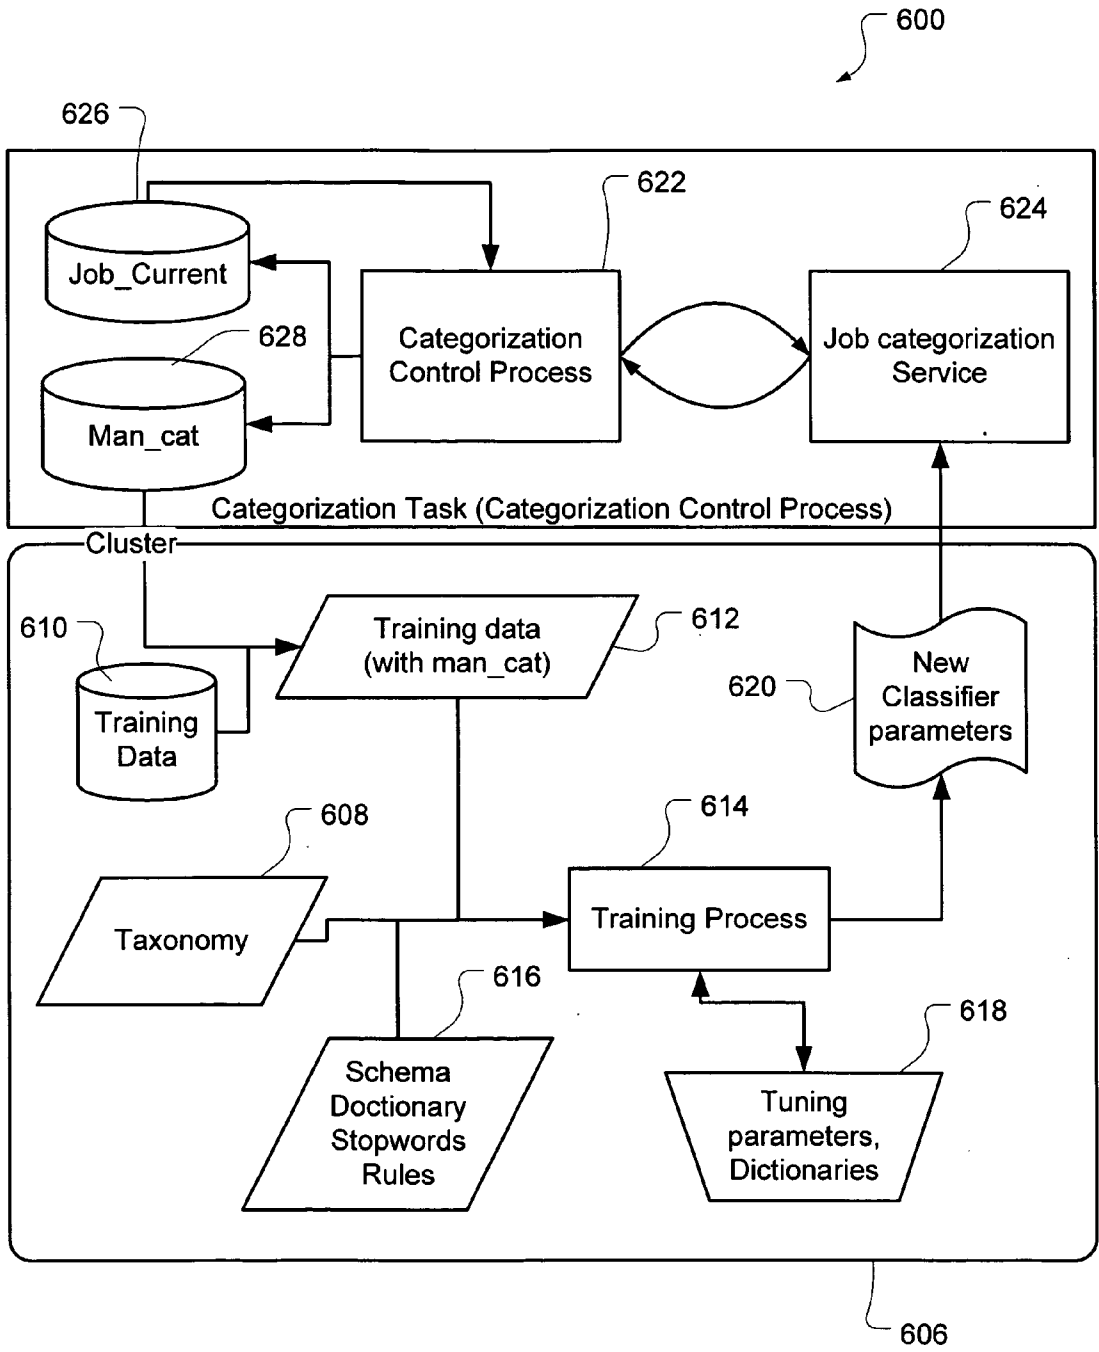 600
626
622
624
Job_Current
628
Categorization
Control Process
Job categorization
Service
Man_cat
Categorization Task (Categorization Control Process)
Cluster
610
Training data
(with man_cat)
612
620
New
Classifier
parameters
Training
Data
608
614
Taxonomy
Training Process
616
618
Schema
Doctionary
Stopwords
Rules
Tuning
parameters,
Dictionaries
606